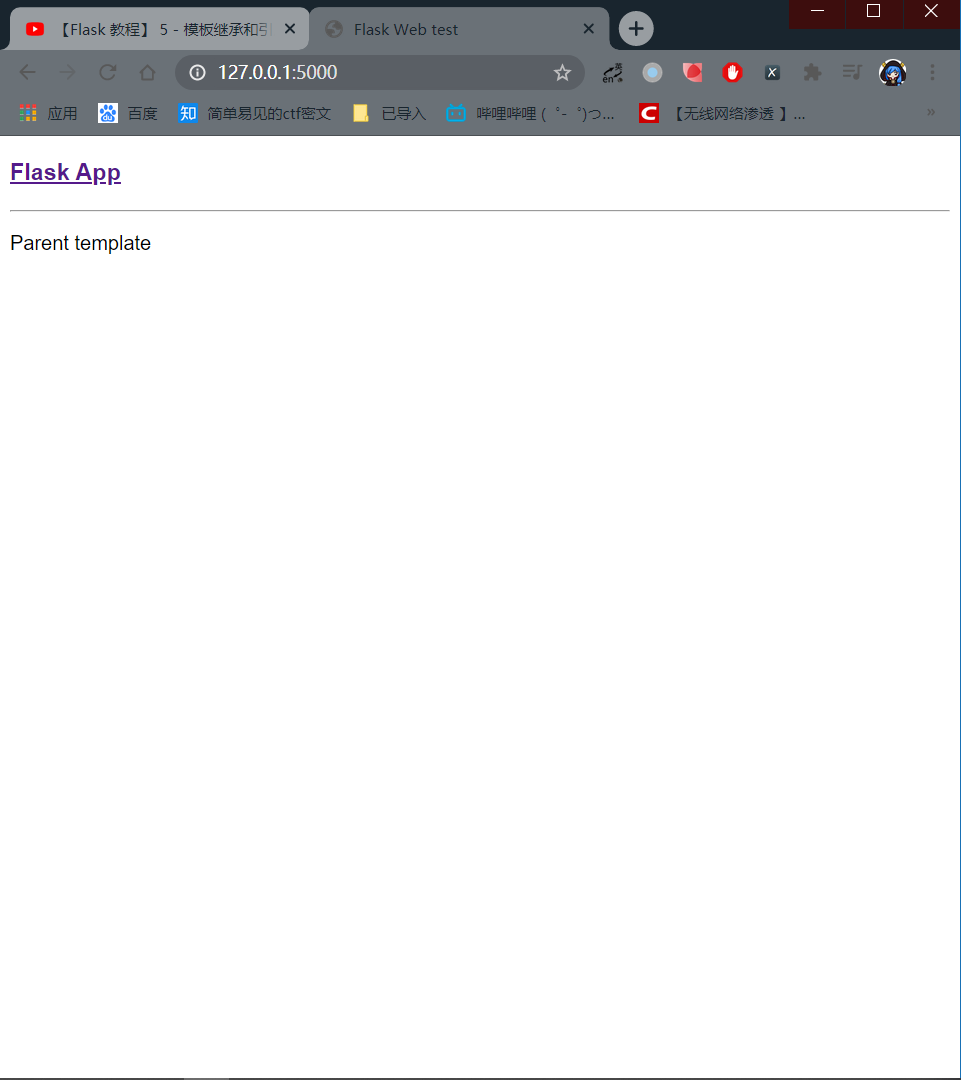 【Flask 教程】 5 - 模板继承和引
Flask Web test
127.0.0.1:5000
应用
百度
知
简单易见的ctf密文
已导入
哔哩哔哩 ( ゜- ゜)つ...
【无线网络渗透 】...
Flask App
Parent template